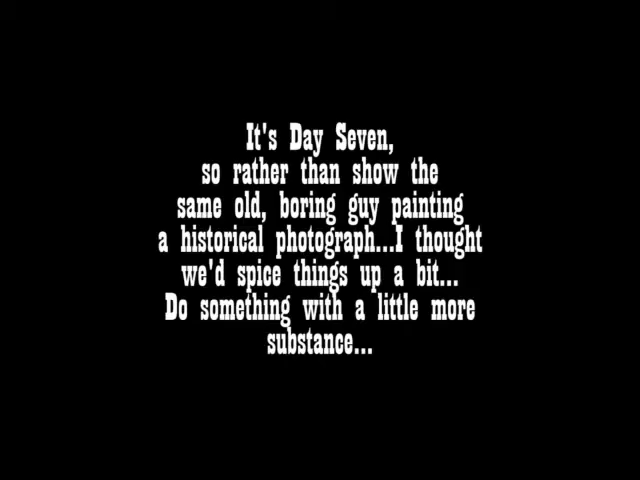 It's Day Seven,
so rather than show the
same old, boring guy painting
a historical photograph...I thought
we'd spice things up a bit...
Do something with a little more
substance...